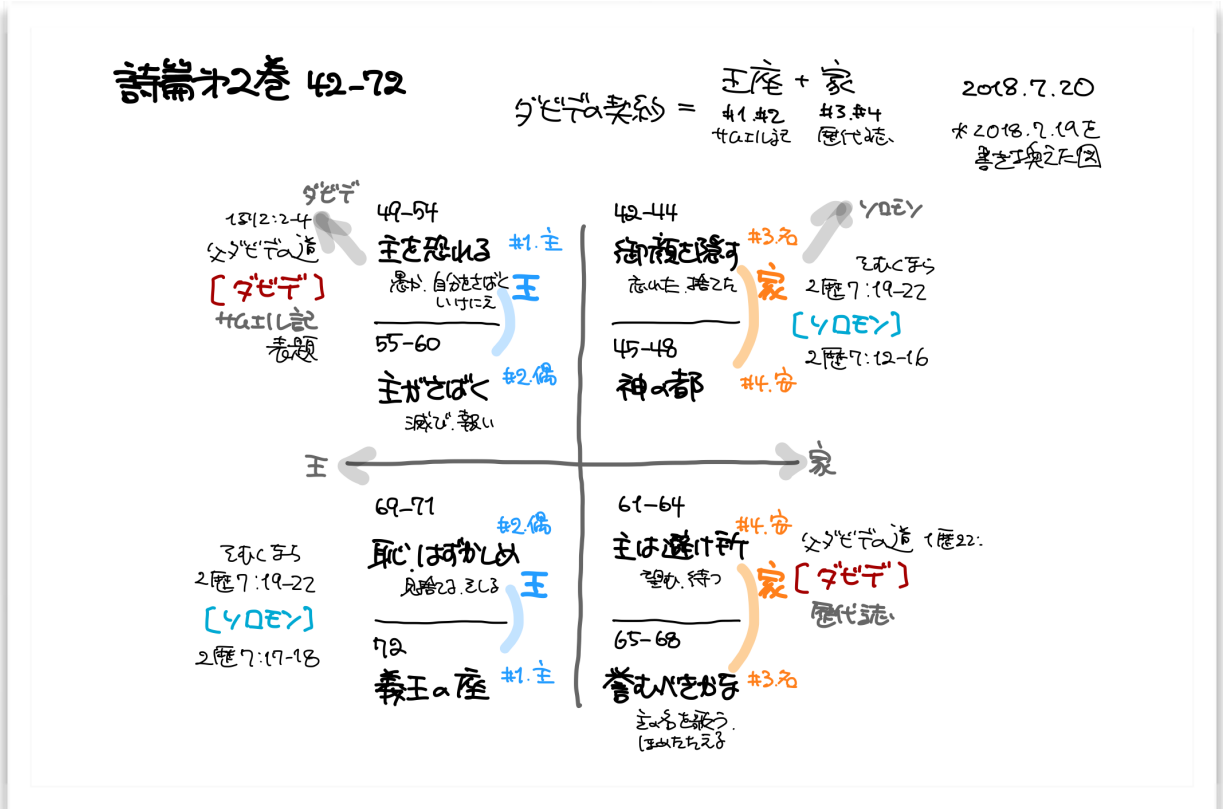 詩篇第2巻 42-72
ダビデの契約 = 王座 + 家
#1.#2 #3.#4
サムエル記 歴代誌
2018.7.20
*2018.7.19を
書き換えた図
ダビデ
1列2:2-4
父ダビデの道
[ダビデ]
サムエル記
表題
49-54
主を恐れる
愚か.自分をさばく
いけにえ
#1.主
王
55-60
主がさばく
滅び.報い
#2.偶
42-44
御顔を隠す
忘れた.捨てた
#3.名
家
45-48
神の都
#4.安
ソロモン
そむくなら
2歴7:19-22
[ソロモン]
2歴7:12-16
王
家
そむくなら
2歴7:19-22
[ソロモン]
2歴7:17-18
69-71
恥.はずかしめ
見捨てる.そしる
#2.偶
王
72
義王の座
#1.主
61-64
主は避け所
望む.待つ
#4.安
家
65-68
誉むべきかな
主の名を歌う.
ほめたたえる
#3.名
父ダビデの道 1歴22:
[ダビデ]
歴代誌